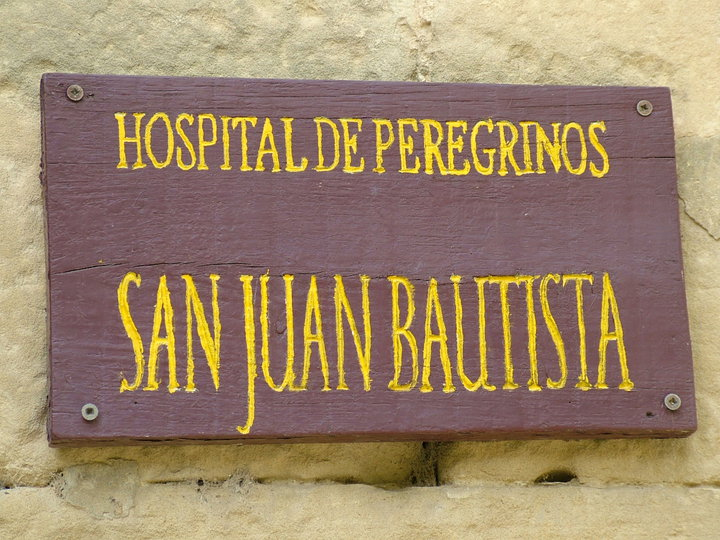 HOSPITAL DE PEREGRINOS
SAN JUAN BAUTISTA